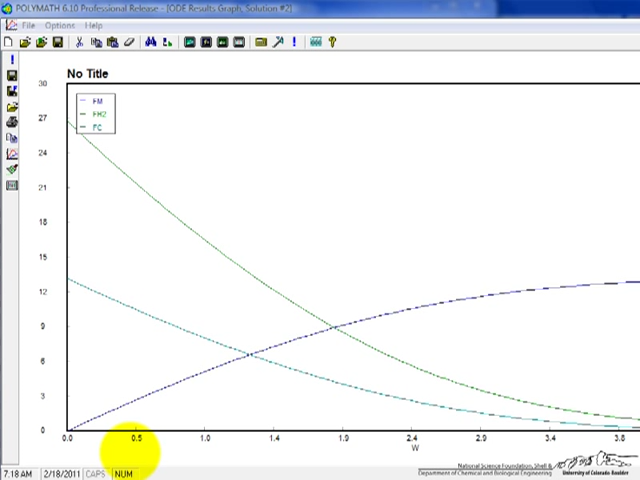 POLYMATH 6.10 Professional Release - [ODE Results Graph, Solution #2]
File Options Help
No Title
30
27
24
21
18
15
12
9
6
3
0
FM
FH2
FC
0.0 0.5 1.0 1.4 1.9 2.4 2.9 3.4 3.8
W
National Science Foundation, Shell &
Department of Chemical and Biological Engineering
University of Colorado Boulder
7:18 AM 2/18/2011 CAPS NUM